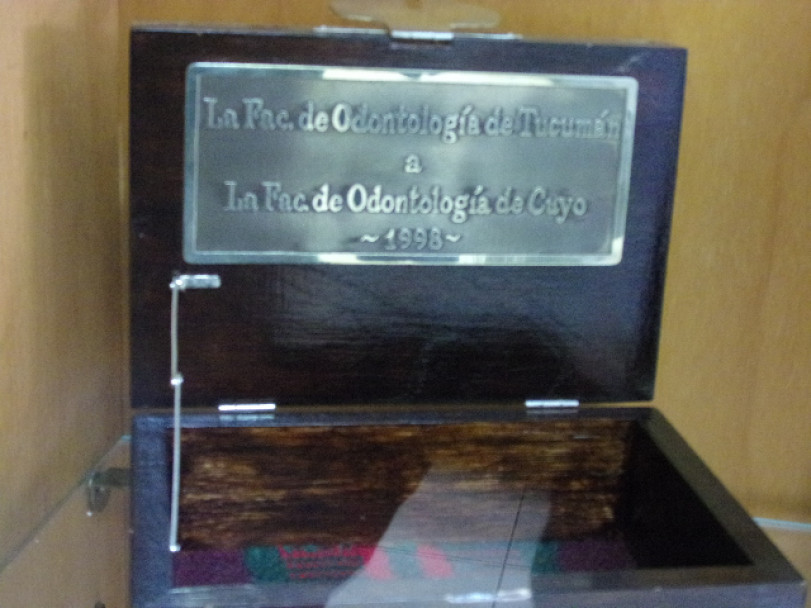 La Fac. de Odontología de Tucumán
a
La Fac. de Odontología de Cuyo
~1998~